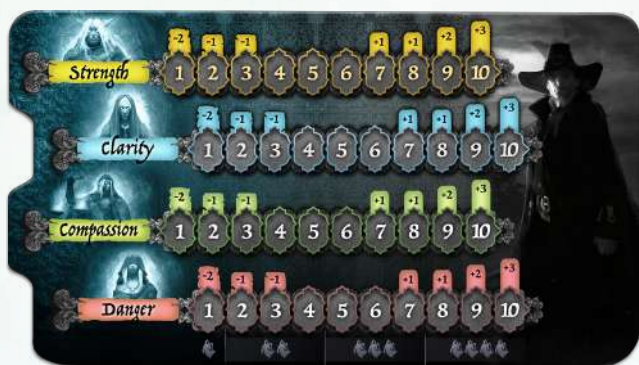 -2 -1 -1 +1 +1 +2 +3
Strength 1 2 3 4 5 6 7 8 9 10
-2 -1 -1 +1 +1 +2 +3
Clarity 1 2 3 4 5 6 7 8 9 10
-2 -1 -1 +1 +1 +2 +3
Compassion 1 2 3 4 5 6 7 8 9 10
-2 -1 -1 +1 +1 +2 +3
Danger 1 2 3 4 5 6 7 8 9 10